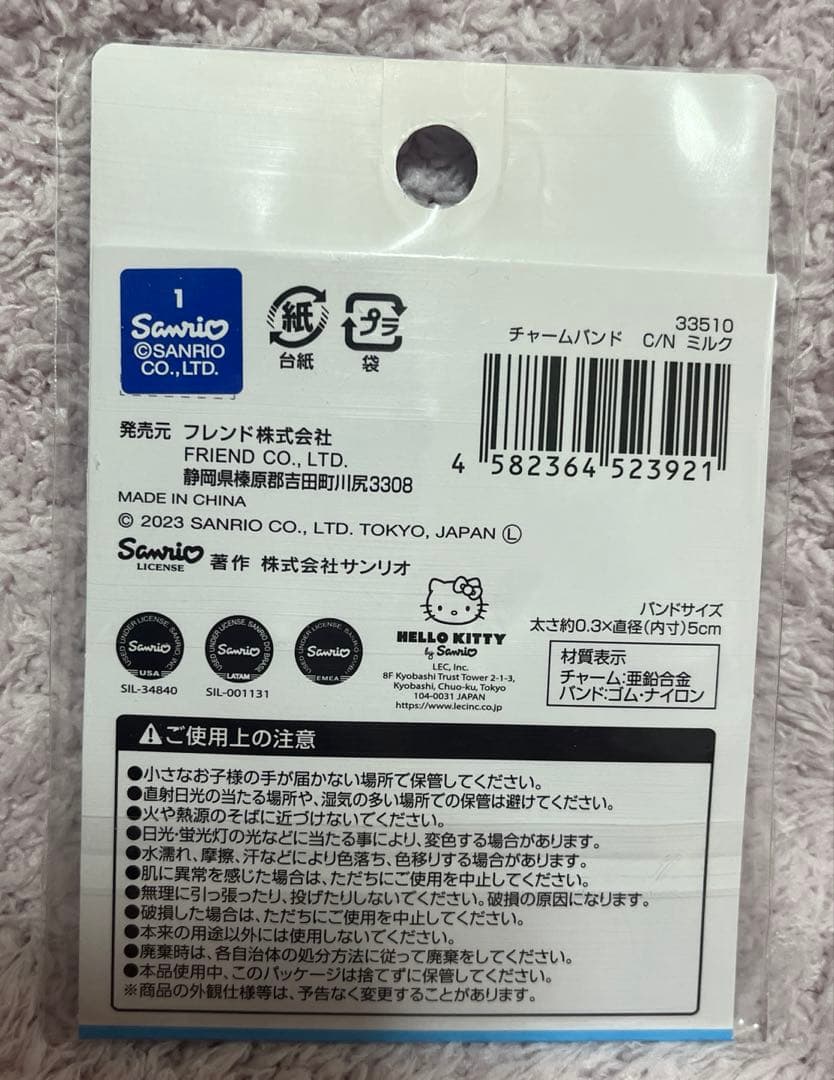 1
Sanrio
©SANRIO
CO.,LTD.
紙
台紙
プラ
袋
33510
チャームバンド C/N ミルク
4 582364 523921
発売元 フレンド株式会社
FRIEND CO., LTD.
静岡県榛原郡吉田町川尻3308
MADE IN CHINA
© 2023 SANRIO CO., LTD. TOKYO, JAPAN Ⓛ
Sanrio
LICENSE
著作 株式会社サンリオ
USED UNDER LICENSE SANRIO, INC.
Sanrio
USA
SIL-34840
USED UNDER LICENSE SANRIO DO BRASIL
Sanrio
LATAM
SIL-001131
USED UNDER LICENSE
Sanrio
EMEA
HELLO KITTY
by Sanrio
LEC, Inc.
8F Kyobashi Trust Tower 2-1-3,
Kyobashi, Chuo-ku, Tokyo
104-0031 JAPAN
https://www.lecinc.co.jp
バンドサイズ
太さ約0.3×直径(内寸)5cm
材質表示
チャーム:亜鉛合金
バンド:ゴム・ナイロン
ご使用上の注意
●小さなお子様の手が届かない場所で保管してください。
●直射日光の当たる場所や、湿気の多い場所での保管は避けてください。
●火や熱源のそばに近づけないでください。
●日光・蛍光灯の光などに当たる事により、変色する場合があります。
●水濡れ、摩擦、汗などにより色落ち、色移りする場合があります。
●肌に異常を感じた場合は、ただちにご使用を中止してください。
●無理に引っ張ったり、投げたりしないでください。破損の原因になります。
●破損した場合は、ただちにご使用を中止してください。
●本来の用途以外には使用しないでください。
●廃棄時は、各自治体の処分方法に従って廃棄をしてください。
●本品使用中、このパッケージは捨てずに保管してください。
※商品の外観仕様等は、予告なく変更することがあります。